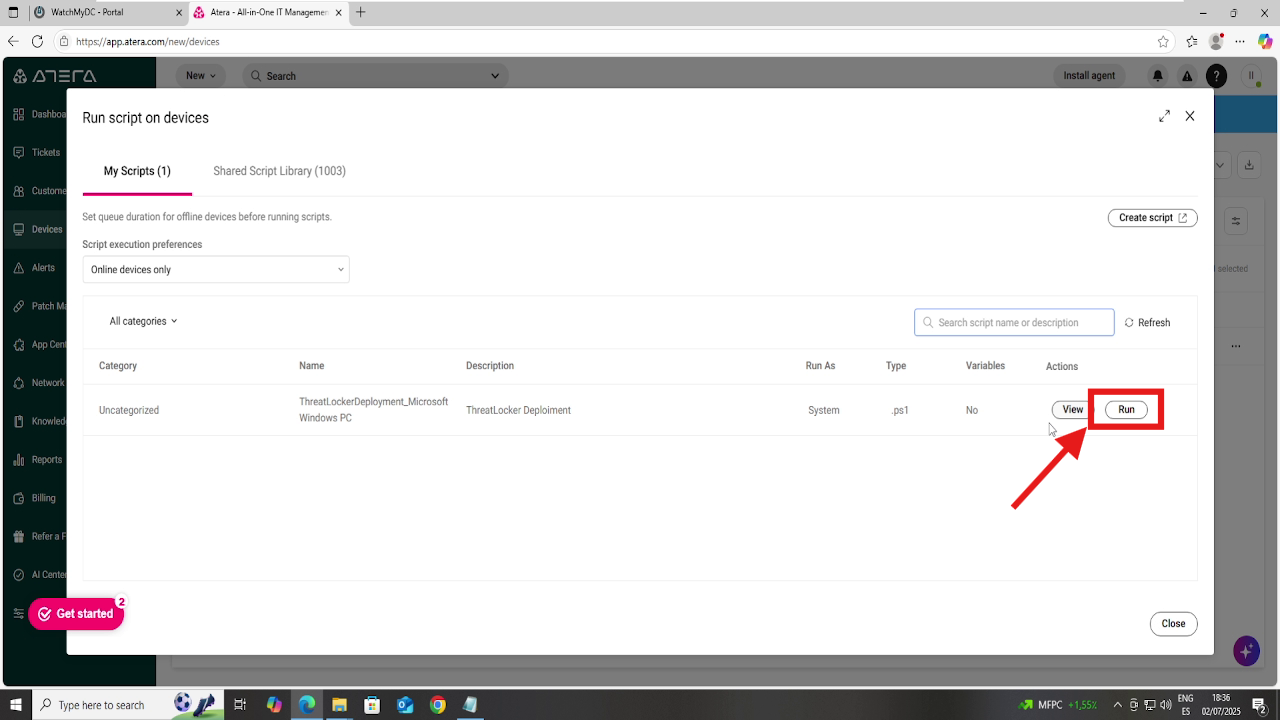 WatchMyDC - Reports
Atera - All-in-One IT Managemen
https://app.atera.com/new/devices
ATERA
New
Search
Install agent
Run script on devices
My Scripts (1)
Shared Script Library (1003)
Set queue duration for offline devices before running scripts.
Create script
Script execution preferences
Online devices only
All categories
Search script name or description
Refresh
Category
Name
Description
Run As
Type
Variables
Actions
Uncategorized
ThreatLockerDeployment_Microsoft
Windows PC
ThreatLocker Deploiment
System
.ps1
No
View
Run
Dashboa
Tickets
Custome
Devices
Alerts
Patch Ma
App Cent
Network
Knowled
Reports
Billing
Refer a F
AI Center
selected
Get started
2
Close
Type here to search
MFPC +1,55%
ENG
ES
18:36
02/07/2025